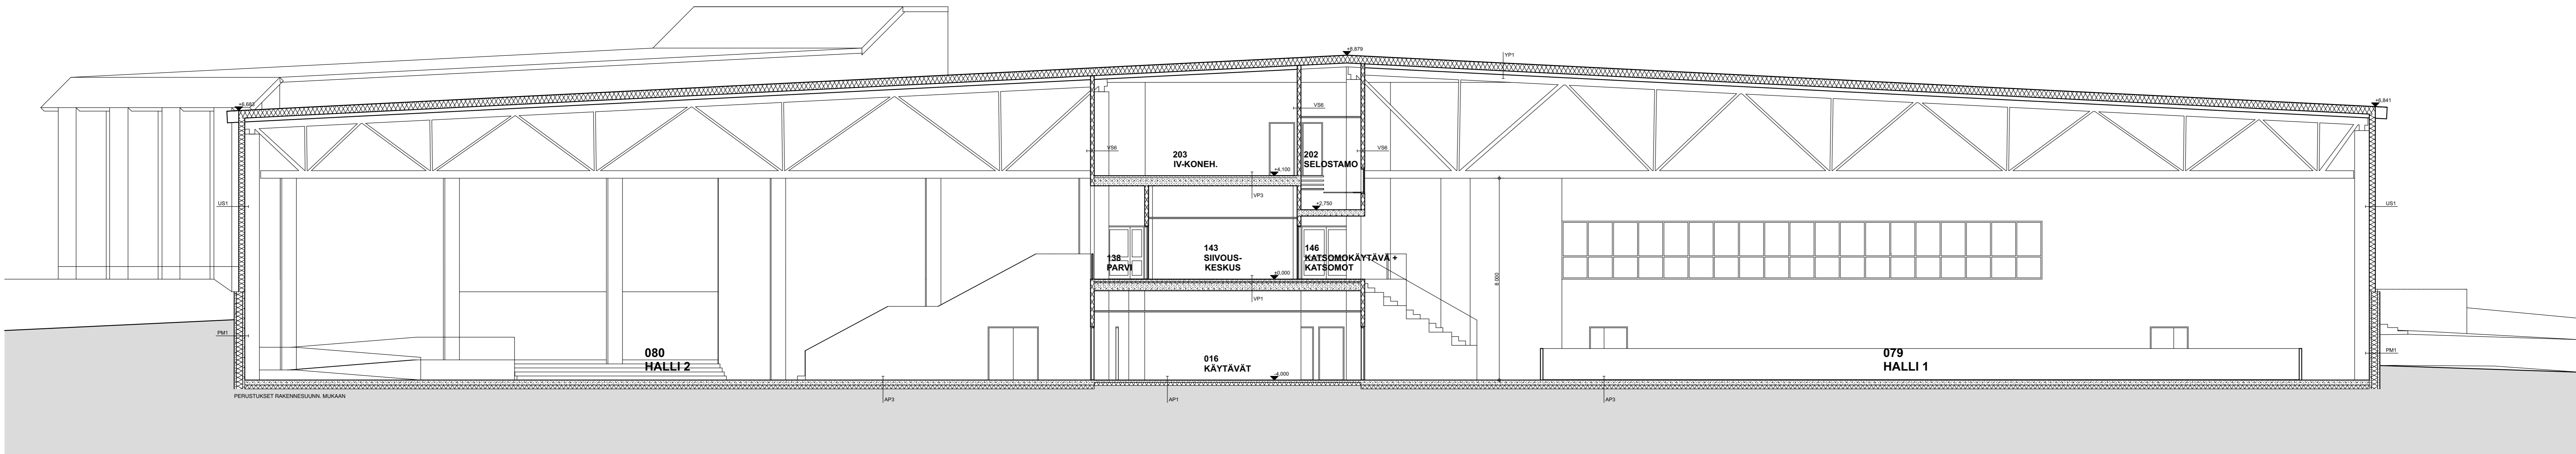 +8,879
YP1
+6,683
+6,841
VS6
VS6
VS6
203
IV-KONEH.
202
SELOSTAMO
+4,100
VP3
US1
+2,750
US1
138
PARVI
143
SIIVOUS-
KESKUS
146
KATSOMOKÄYTÄVÄ +
KATSOMOT
+0,000
8 000
VP1
PM1
PM1
080
HALLI 2
016
KÄYTÄVÄT
-4,000
079
HALLI 1
PERUSTUKSET RAKENNESUUNN. MUKAAN
AP3
AP1
AP3